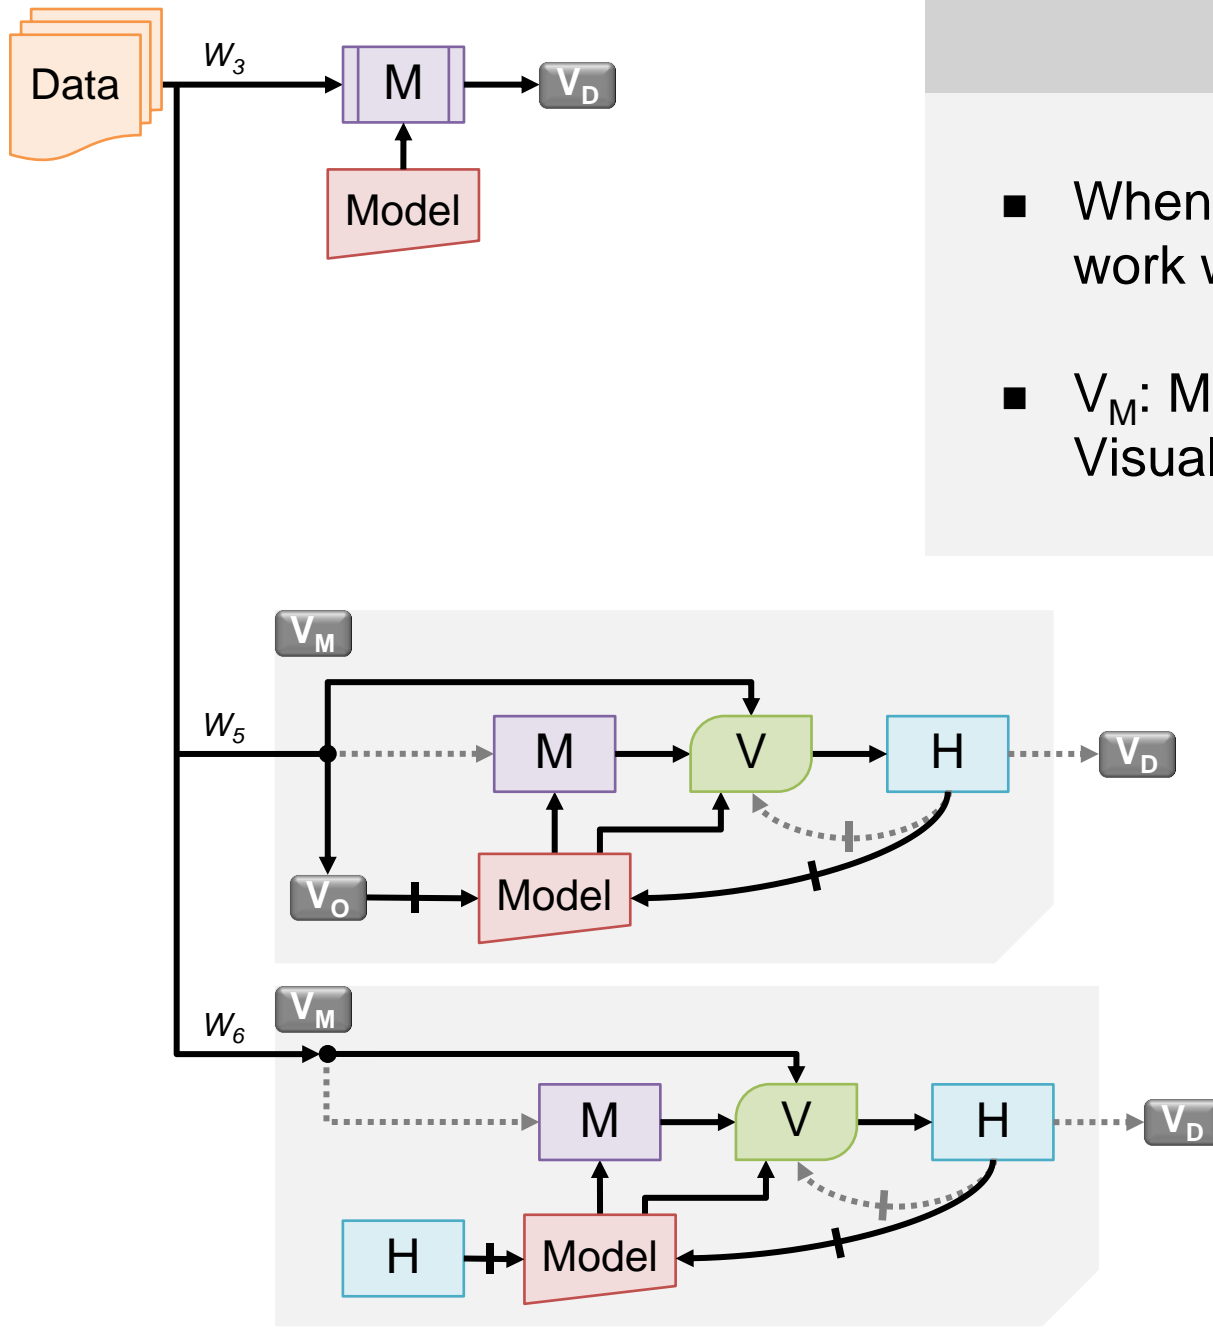 Data
W3
M
VD
Model
■ When
work
■ VM: M
Visual
VM
W5
M
V
H
VD
VO
Model
VM
W6
M
V
H
VD
H
Model